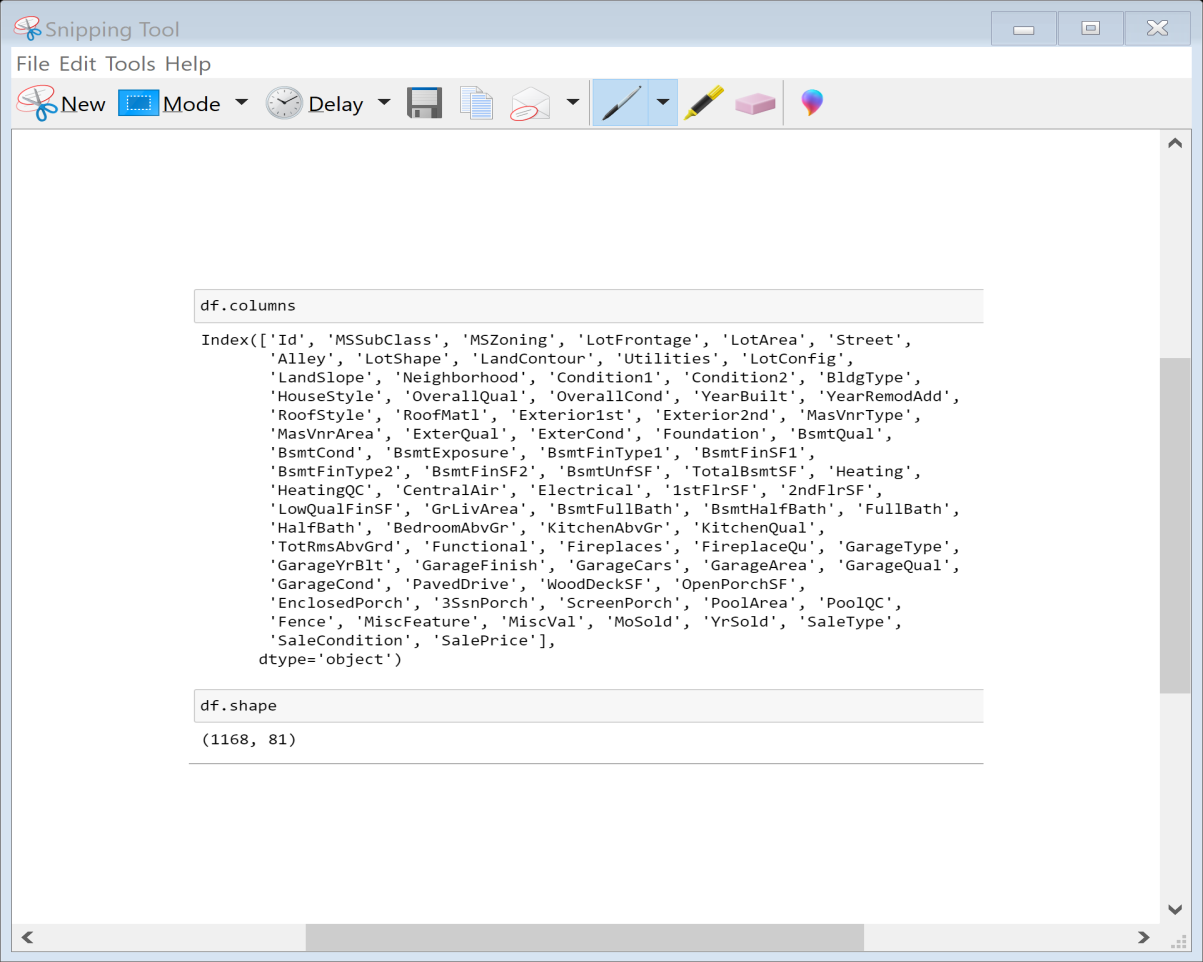 Snipping Tool
File Edit Tools Help
New Mode Delay
df.columns
Index(['Id', 'MSSubClass', 'MSZoning', 'LotFrontage', 'LotArea', 'Street',
'Alley', 'LotShape', 'LandContour', 'Utilities', 'LotConfig',
'LandSlope', 'Neighborhood', 'Condition1', 'Condition2', 'BldgType',
'HouseStyle', 'OverallQual', 'OverallCond', 'YearBuilt', 'YearRemodAdd',
'RoofStyle', 'RoofMatl', 'Exterior1st', 'Exterior2nd', 'MasVnrType',
'MasVnrArea', 'ExterQual', 'ExterCond', 'Foundation', 'BsmtQual',
'BsmtCond', 'BsmtExposure', 'BsmtFinType1', 'BsmtFinSF1',
'BsmtFinType2', 'BsmtFinSF2', 'BsmtUnfSF', 'TotalBsmtSF', 'Heating',
'HeatingQC', 'CentralAir', 'Electrical', '1stFlrSF', '2ndFlrSF',
'LowQualFinSF', 'GrLivArea', 'BsmtFullBath', 'BsmtHalfBath', 'FullBath',
'HalfBath', 'BedroomAbvGr', 'KitchenAbvGr', 'KitchenQual',
'TotRmsAbvGrd', 'Functional', 'Fireplaces', 'FireplaceQu', 'GarageType',
'GarageYrBlt', 'GarageFinish', 'GarageCars', 'GarageArea', 'GarageQual',
'GarageCond', 'PavedDrive', 'WoodDeckSF', 'OpenPorchSF',
'EnclosedPorch', '3SsnPorch', 'ScreenPorch', 'PoolArea', 'PoolQC',
'Fence', 'MiscFeature', 'MiscVal', 'MoSold', 'YrSold', 'SaleType',
'SaleCondition', 'SalePrice'],
dtype='object')
df.shape
(1168, 81)